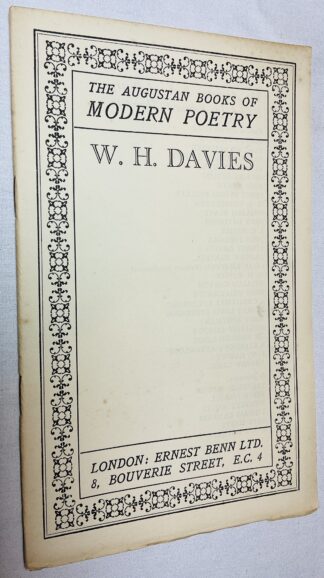 THE AUGUSTAN BOOKS OF
MODERN POETRY
W. H. DAVIES
LONDON: ERNEST BENN LTD.
8, BOUVERIE STREET, E.C. 4